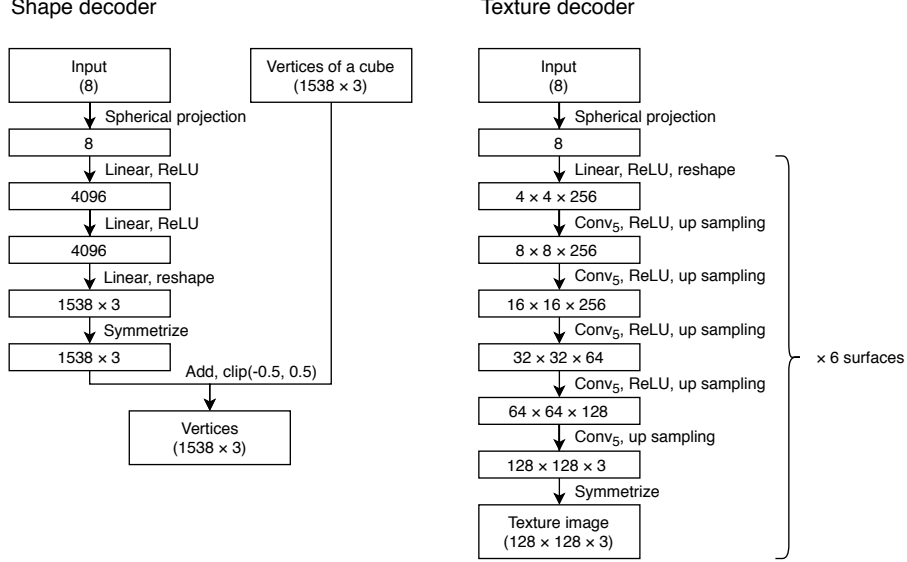 Shape decoder
Input
(8)
Vertices of a cube
(1538 × 3)
Spherical projection
8
Linear, ReLU
4096
Linear, ReLU
4096
Linear, reshape
1538 × 3
Symmetrize
1538 × 3
Add, clip(-0.5, 0.5)
Vertices
(1538 × 3)
Texture decoder
Input
(8)
Spherical projection
8
Linear, ReLU, reshape
4 × 4 × 256
Conv₅, ReLU, up sampling
8 × 8 × 256
Conv₅, ReLU, up sampling
16 × 16 × 256
Conv₅, ReLU, up sampling
32 × 32 × 64
Conv₅, ReLU, up sampling
64 × 64 × 128
Conv₅, up sampling
128 × 128 × 3
Symmetrize
Texture image
(128 × 128 × 3)
× 6 surfaces